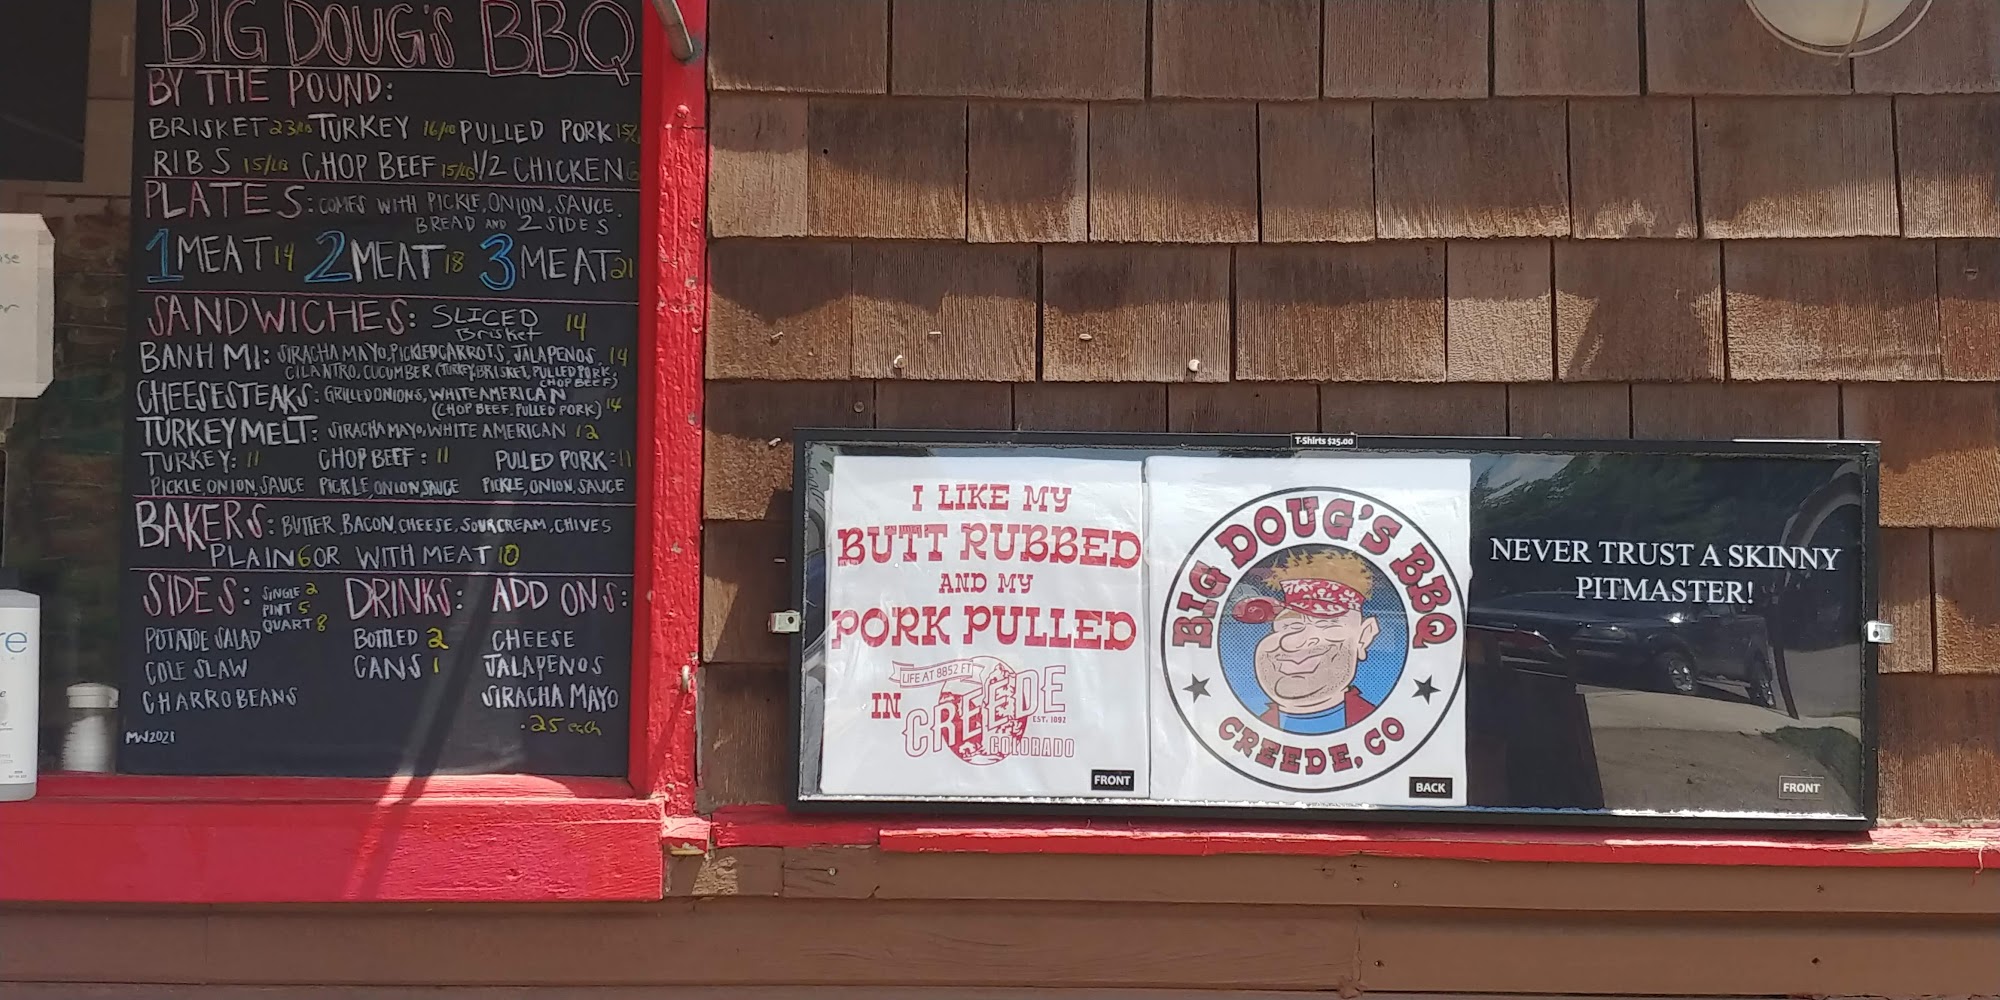 BIG DOUG'S BBQ
BY THE POUND:
BRISKET 23/LB TURKEY 16/LB PULLED PORK 15/
RIBS 15/LB CHOP BEEF 15/LB 1/2 CHICKEN
PLATES: COMES WITH PICKLE, ONION, SAUCE,
BREAD AND 2 SIDES
1 MEAT 14 2 MEAT 18 3 MEAT 21
SANDWICHES: SLICED
Brisket 14
BANH MI: SIRACHA MAYO, PICKLED CARROTS, JALAPENOS, 14
CILANTRO, CUCUMBER (TURKEY, BRISKET, PULLED PORK,
CHOP BEEF)
CHEESESTEAKS: GRILLED ONIONS, WHITE AMERICAN
(CHOP BEEF, PULLED PORK) 14
TURKEY MELT: SIRACHA MAYO, WHITE AMERICAN 12
TURKEY: 11 CHOP BEEF: 11 PULLED PORK: 11
PICKLE, ONION, SAUCE PICKLE, ONION SAUCE PICKLE, ONION, SAUCE
BAKERS: BUTTER, BACON, CHEESE, SOUR CREAM, CHIVES
PLAIN 6 OR WITH MEAT 10
SIDES: SINGLE 2
PINT 5
QUART 8
POTATOE SALAD
COLE SLAW
CHARRO BEANS
DRINKS:
BOTTLED 2
CANS 1
ADD ONS:
CHEESE
JALAPENOS
SIRACHA MAYO
.25 each
MW2021
T-Shirts $25.00
I LIKE MY
BUTT RUBBED
AND MY
PORK PULLED
IN
LIFE AT 8852 FT
CREEDE
EST. 1892
COLORADO
FRONT
BIG DOUG'S BBQ
CREEDE, CO
BACK
NEVER TRUST A SKINNY
PITMASTER!
FRONT